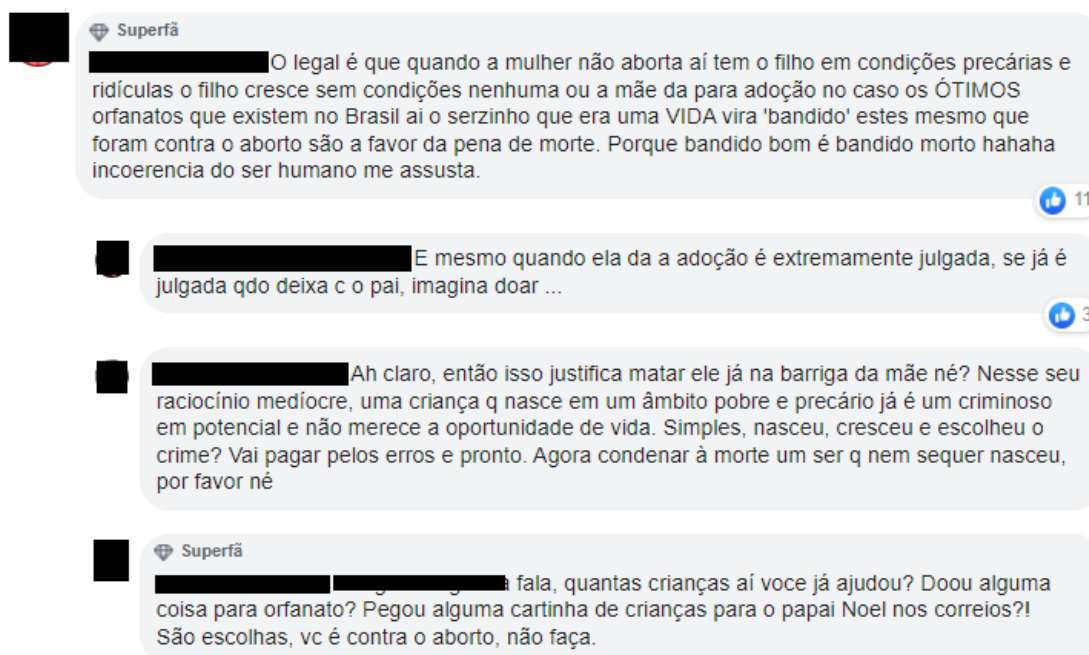 Superfã
O legal é que quando a mulher não aborta aí tem o filho em condições precárias e
ridículas o filho cresce sem condições nenhuma ou a mãe da para adoção no caso os ÓTIMOS
orfanatos que existem no Brasil ai o serzinho que era uma VIDA vira 'bandido' estes mesmo que
foram contra o aborto são a favor da pena de morte. Porque bandido bom é bandido morto hahaha
incoerencia do ser humano me assusta.
11
E mesmo quando ela da a adoção é extremamente julgada, se já é
julgada qdo deixa c o pai, imagina doar ...
3
Ah claro, então isso justifica matar ele já na barriga da mãe né? Nesse seu
raciocínio medíocre, uma criança q nasce em um âmbito pobre e precário já é um criminoso
em potencial e não merece a oportunidade de vida. Simples, nasceu, cresceu e escolheu o
crime? Vai pagar pelos erros e pronto. Agora condenar à morte um ser q nem sequer nasceu,
por favor né
Superfã
fala, quantas crianças aí voce já ajudou? Doou alguma
coisa para orfanato? Pegou alguma cartinha de crianças para o papai Noel nos correios?!
São escolhas, vc é contra o aborto, não faça.